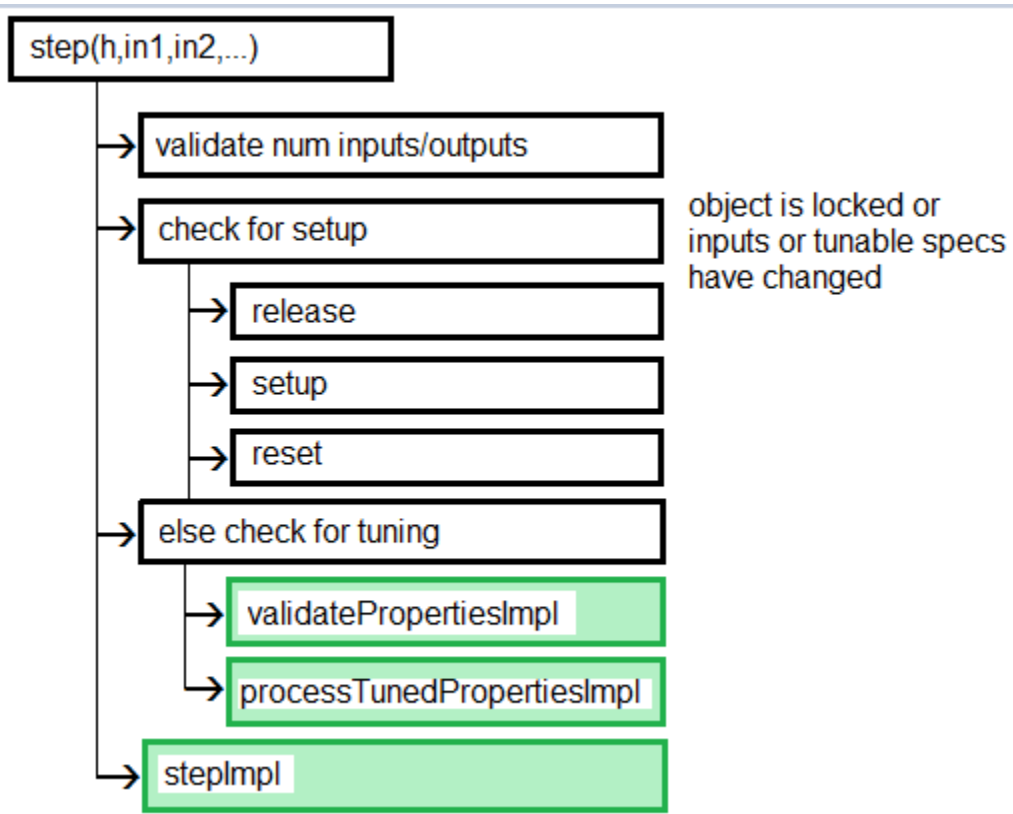 step(h,in1,in2,...)
validate num inputs/outputs
check for setup
object is locked or
inputs or tunable specs
have changed
release
setup
reset
else check for tuning
validatePropertiesImpl
processTunedPropertiesImpl
stepImpl